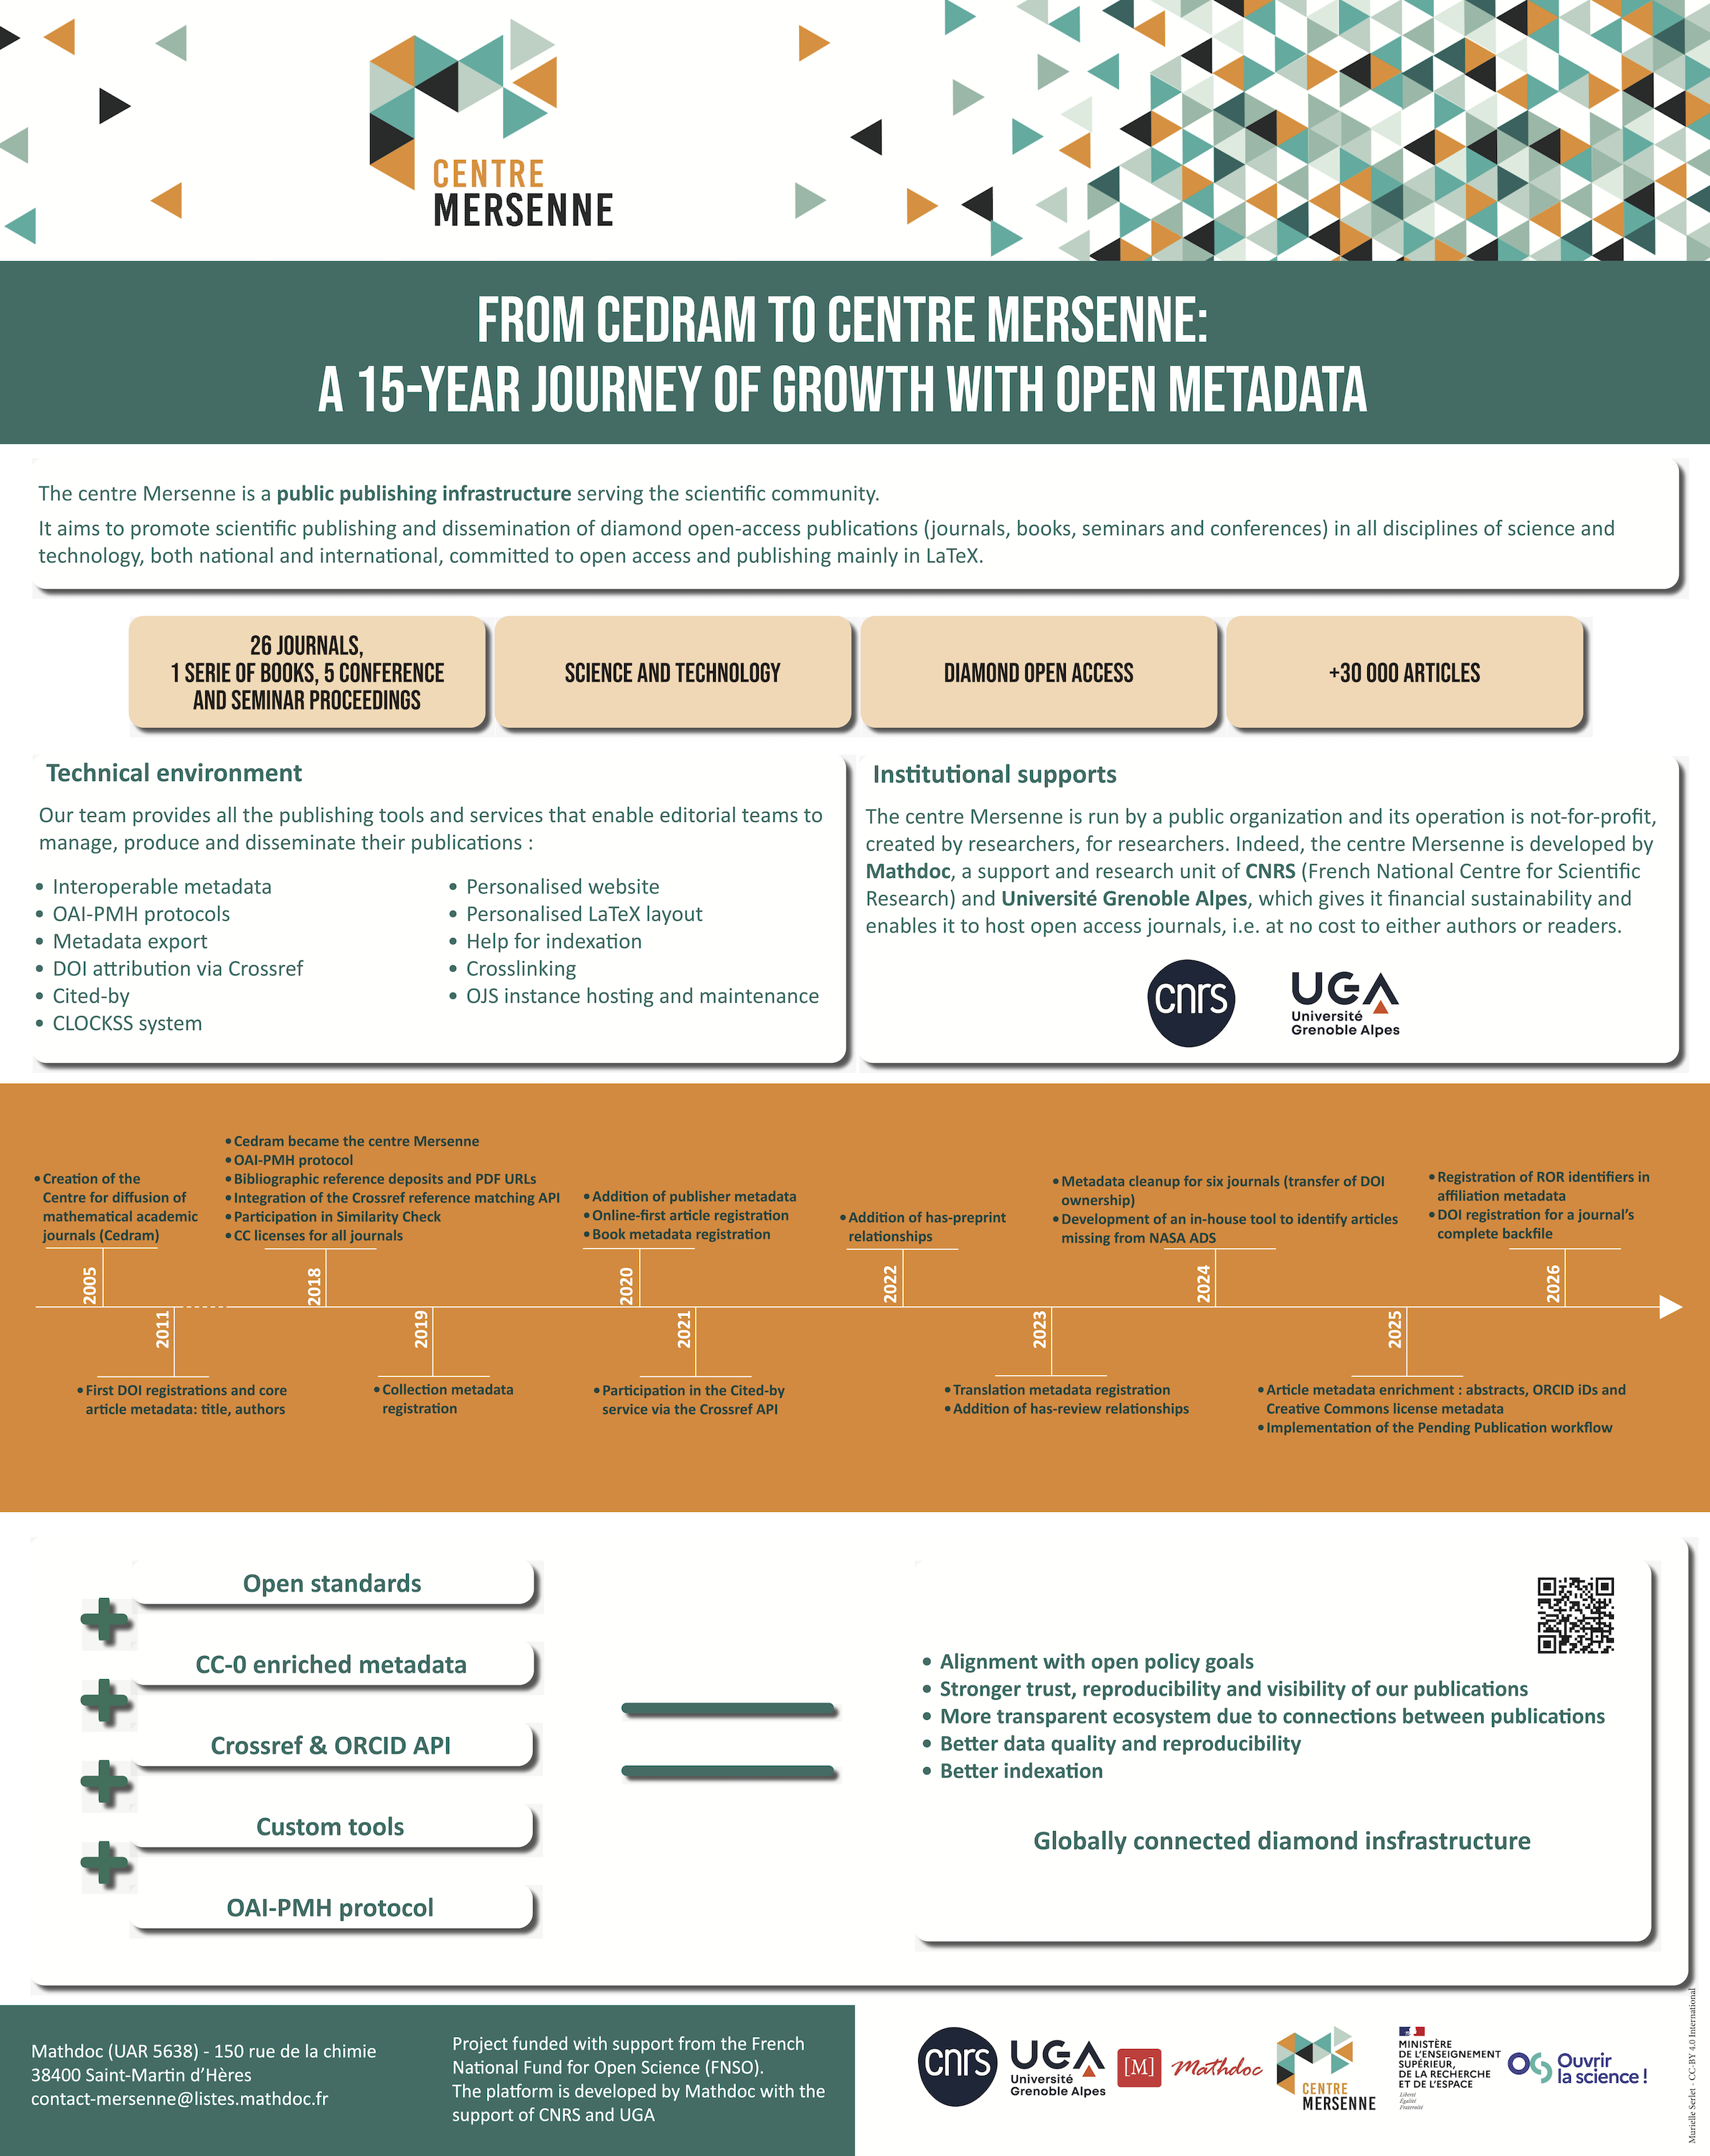 CENTRE
MERSENNE
FROM CEDRAM TO CENTRE MERSENNE:
A 15-YEAR JOURNEY OF GROWTH WITH OPEN METADATA
The centre Mersenne is a public publishing infrastructure serving the scientific community.
It aims to promote scientific publishing and dissemination of diamond open-access publications (journals, books, seminars and conferences) in all disciplines of science and
technology, both national and international, committed to open access and publishing mainly in LaTeX.
26 JOURNALS,
1 SERIE OF BOOKS, 5 CONFERENCE
AND SEMINAR PROCEEDINGS
SCIENCE AND TECHNOLOGY
DIAMOND OPEN ACCESS
+30 000 ARTICLES
Technical environment
Our team provides all the publishing tools and services that enable editorial teams to
manage, produce and disseminate their publications :
• Interoperable metadata
• OAI-PMH protocols
• Metadata export
• DOI attribution via Crossref
• Cited-by
• CLOCKSS system
• Personalised website
• Personalised LaTeX layout
• Help for indexation
• Crosslinking
• OJS instance hosting and maintenance
Institutional supports
The centre Mersenne is run by a public organization and its operation is not-for-profit,
created by researchers, for researchers. Indeed, the centre Mersenne is developed by
Mathdoc, a support and research unit of CNRS (French National Centre for Scientific
Research) and Université Grenoble Alpes, which gives it financial sustainability and
enables it to host open access journals, i.e. at no cost to either authors or readers.
cnrs
UGA
Université
Grenoble Alpes
• Creation of the
Centre for diffusion of
mathematical academic
journals (Cedram)
2005
2011
• First DOI registrations and core
article metadata: title, authors
• Cedram became the centre Mersenne
• OAI-PMH protocol
• Bibliographic reference deposits and PDF URLs
• Integration of the Crossref reference matching API
• Participation in Similarity Check
• CC licenses for all journals
2018
2019
• Collection metadata
registration
• Addition of publisher metadata
• Online-first article registration
• Book metadata registration
2020
2021
• Participation in the Cited-by
service via the Crossref API
• Addition of has-preprint
relationships
2022
2023
• Translation metadata registration
• Addition of has-review relationships
• Metadata cleanup for six journals (transfer of DOI
ownership)
• Development of an in-house tool to identify articles
missing from NASA ADS
2024
2025
• Article metadata enrichment : abstracts, ORCID iDs and
Creative Commons license metadata
• Implementation of the Pending Publication workflow
• Registration of ROR identifiers in
affiliation metadata
• DOI registration for a journal’s
complete backfile
2026
Open standards
+
CC-0 enriched metadata
+
Crossref & ORCID API
+
Custom tools
+
OAI-PMH protocol
=
• Alignment with open policy goals
• Stronger trust, reproducibility and visibility of our publications
• More transparent ecosystem due to connections between publications
• Better data quality and reproducibility
• Better indexation
Globally connected diamond insfrastructure
Mathdoc (UAR 5638) - 150 rue de la chimie
38400 Saint-Martin d’Hères
contact-mersenne@listes.mathdoc.fr
Project funded with support from the French
National Fund for Open Science (FNSO).
The platform is developed by Mathdoc with the
support of CNRS and UGA
cnrs
UGA
Université
Grenoble Alpes
[M]
Mathdoc
CENTRE
MERSENNE
MINISTÈRE
DE L’ENSEIGNEMENT
SUPÉRIEUR,
DE LA RECHERCHE
ET DE L’ESPACE
Liberté
Égalité
Fraternité
Ouvrir
la science !
Murielle Serlet - CC-BY 4.0 International